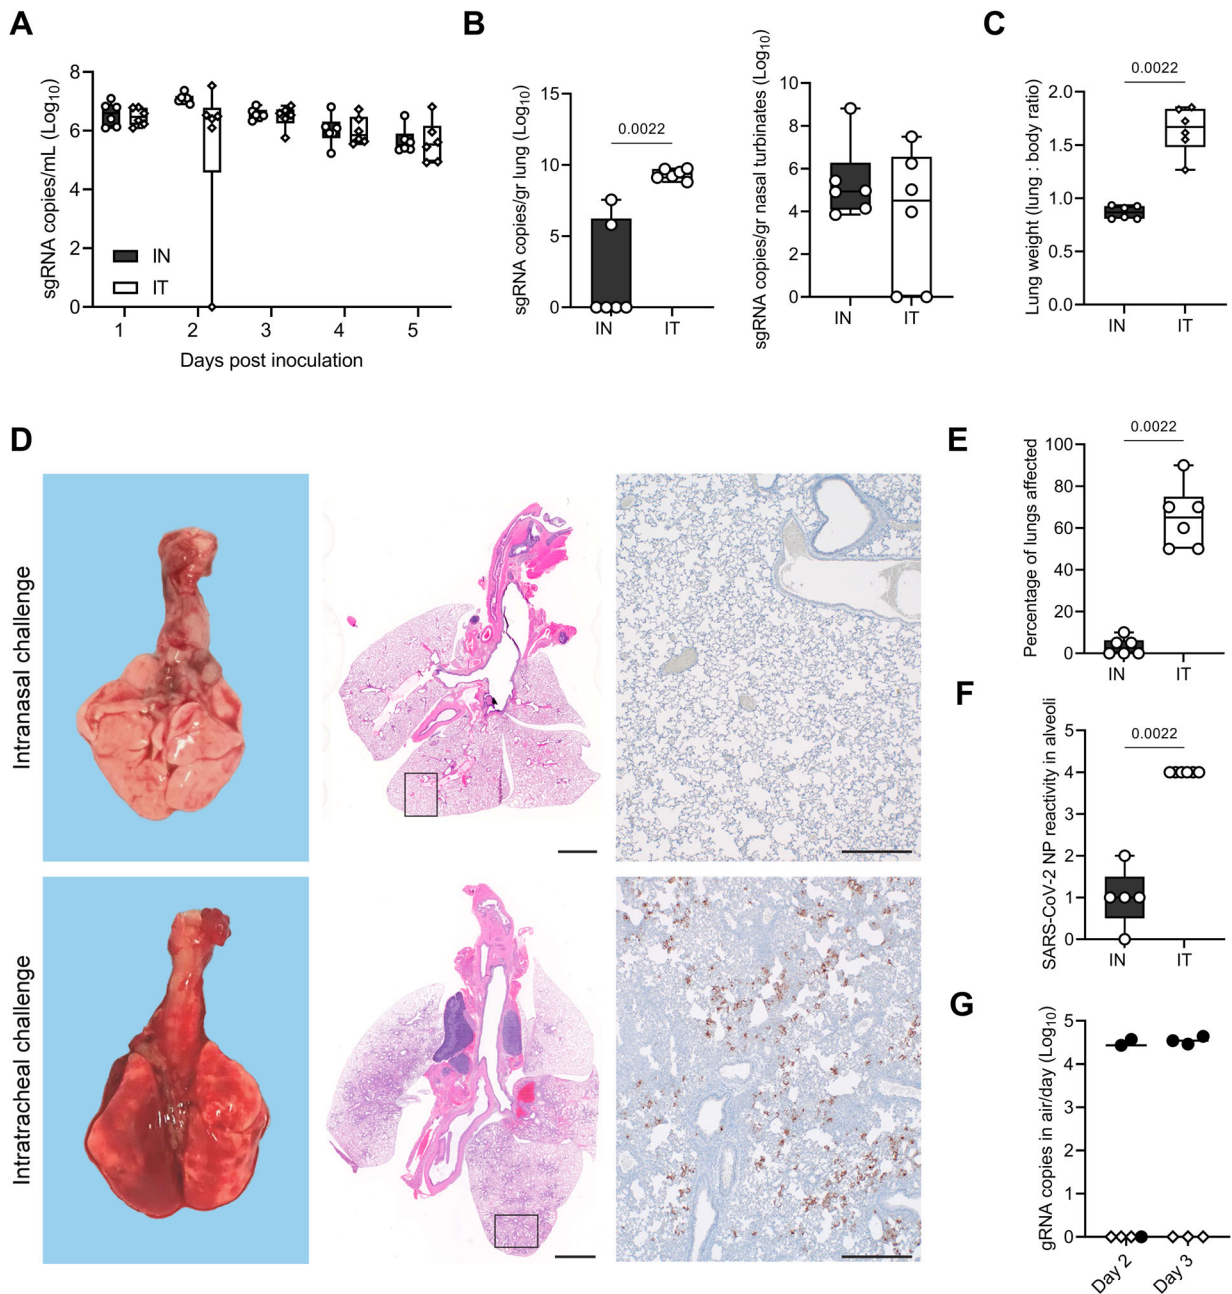 A
sgRNA copies/mL (Log10)
8
6
4
2
0
IN
IT
1 2 3 4 5
Days post inoculation
B
sgRNA copies/gr lung (Log10)
15
10
5
0
0.0022
IN IT
sgRNA copies/gr nasal turbinates (Log10)
10
8
6
4
2
0
IN IT
C
Lung weight (lung : body ratio)
0.0022
2.0
1.5
1.0
0.5
0.0
IN IT
D
Intranasal challenge
Intratracheal challenge
E
Percentage of lungs affected
0.0022
100
80
60
40
20
0
IN IT
F
SARS-CoV-2 NP reactivity in alveoli
5
4
3
2
1
0
0.0022
IN IT
G
gRNA copies in air/day (Log10)
5
4
3
2
1
0
Day 2 Day 3